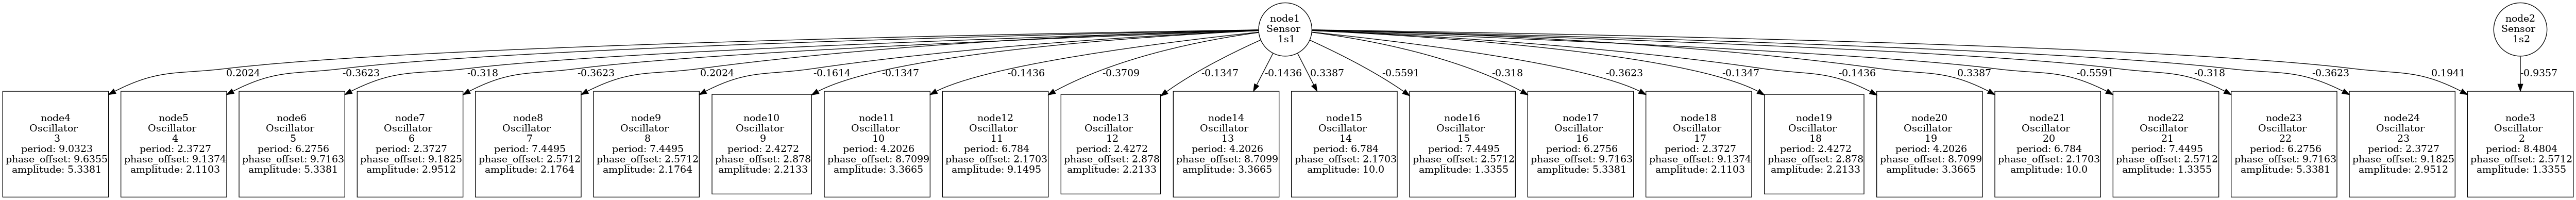 node1
Sensor
1s1
node2
Sensor
1s2
0.2024
-0.3623
-0.318
-0.3623
0.2024
-0.1614
-0.1347
-0.1436
-0.3709
-0.1347
-0.1436
0.3387
-0.5591
-0.318
-0.3623
-0.1347
-0.1436
0.3387
-0.5591
-0.318
-0.3623
0.1941
-0.9357
node4
Oscillator
3
period: 9.0323
phase_offset: 9.6355
amplitude: 5.3381
node5
Oscillator
4
period: 2.3727
phase_offset: 9.1374
amplitude: 2.1103
node6
Oscillator
5
period: 6.2756
phase_offset: 9.7163
amplitude: 5.3381
node7
Oscillator
6
period: 2.3727
phase_offset: 9.1825
amplitude: 2.9512
node8
Oscillator
7
period: 7.4495
phase_offset: 2.5712
amplitude: 2.1764
node9
Oscillator
8
period: 7.4495
phase_offset: 2.5712
amplitude: 2.1764
node10
Oscillator
9
period: 2.4272
phase_offset: 2.878
amplitude: 2.2133
node11
Oscillator
10
period: 4.2026
phase_offset: 8.7099
amplitude: 3.3665
node12
Oscillator
11
period: 6.784
phase_offset: 2.1703
amplitude: 9.1495
node13
Oscillator
12
period: 2.4272
phase_offset: 2.878
amplitude: 2.2133
node14
Oscillator
13
period: 4.2026
phase_offset: 8.7099
amplitude: 3.3665
node15
Oscillator
14
period: 6.784
phase_offset: 2.1703
amplitude: 10.0
node16
Oscillator
15
period: 7.4495
phase_offset: 2.5712
amplitude: 1.3355
node17
Oscillator
16
period: 6.2756
phase_offset: 9.7163
amplitude: 5.3381
node18
Oscillator
17
period: 2.3727
phase_offset: 9.1374
amplitude: 2.1103
node19
Oscillator
18
period: 2.4272
phase_offset: 2.878
amplitude: 2.2133
node20
Oscillator
19
period: 4.2026
phase_offset: 8.7099
amplitude: 3.3665
node21
Oscillator
20
period: 6.784
phase_offset: 2.1703
amplitude: 10.0
node22
Oscillator
21
period: 7.4495
phase_offset: 2.5712
amplitude: 1.3355
node23
Oscillator
22
period: 6.2756
phase_offset: 9.7163
amplitude: 5.3381
node24
Oscillator
23
period: 2.3727
phase_offset: 9.1825
amplitude: 2.9512
node3
Oscillator
2
period: 8.4804
phase_offset: 2.5712
amplitude: 1.3355